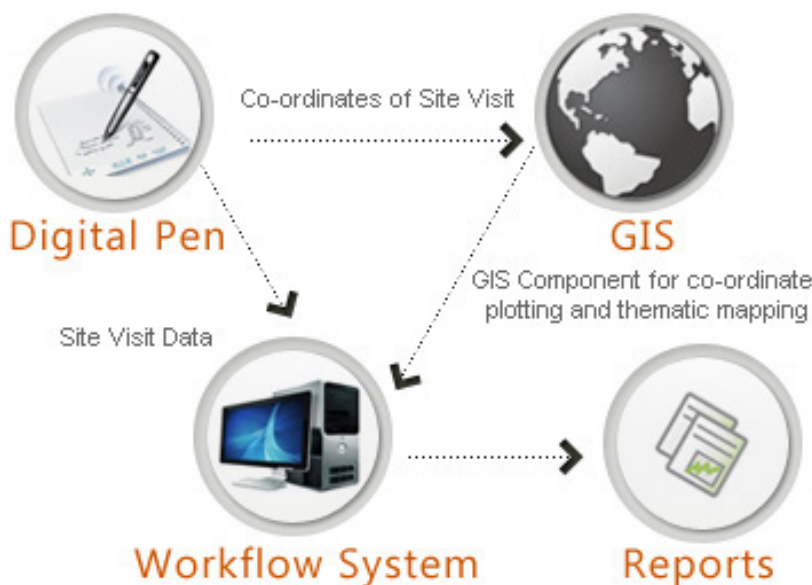 Co-ordinates of Site Visit
Digital Pen
GIS
GIS Component for co-ordinate
plotting and thematic mapping
Site Visit Data
Workflow System
Reports